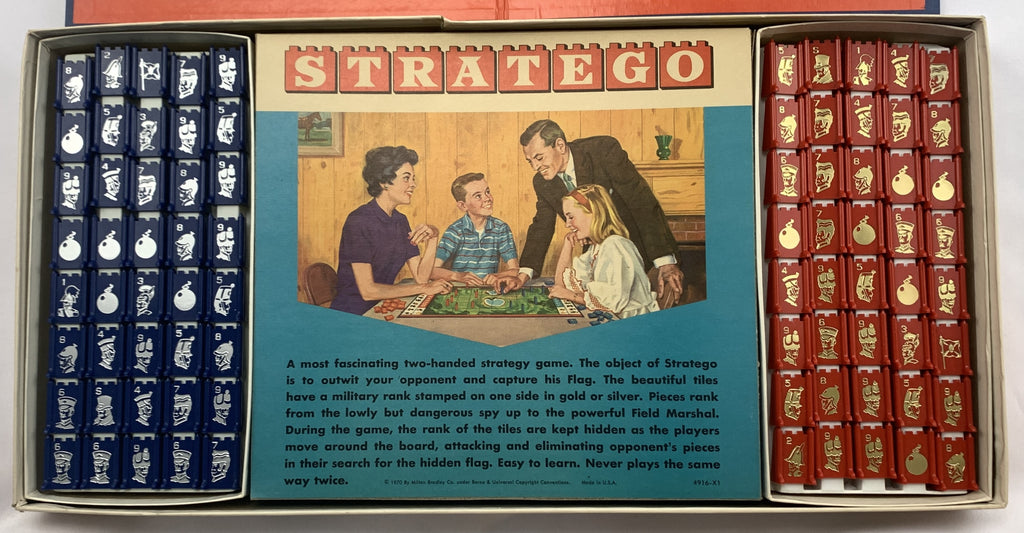 STRATEGO
A most fascinating two-handed strategy game. The object of Stratego
is to outwit your opponent and capture his Flag. The beautiful tiles
have a military rank stamped on one side in gold or silver. Pieces rank
from the lowly but dangerous spy up to the powerful Field Marshal.
During the game, the rank of the tiles are kept hidden as the players
move around the board, attacking and eliminating opponent's pieces
in their search for the hidden flag. Easy to learn. Never plays the same
way twice.
© 1970 By Milton Bradley Co. under Berne & Universal Copyright Conventions. Made in U.S.A. 4916-X1